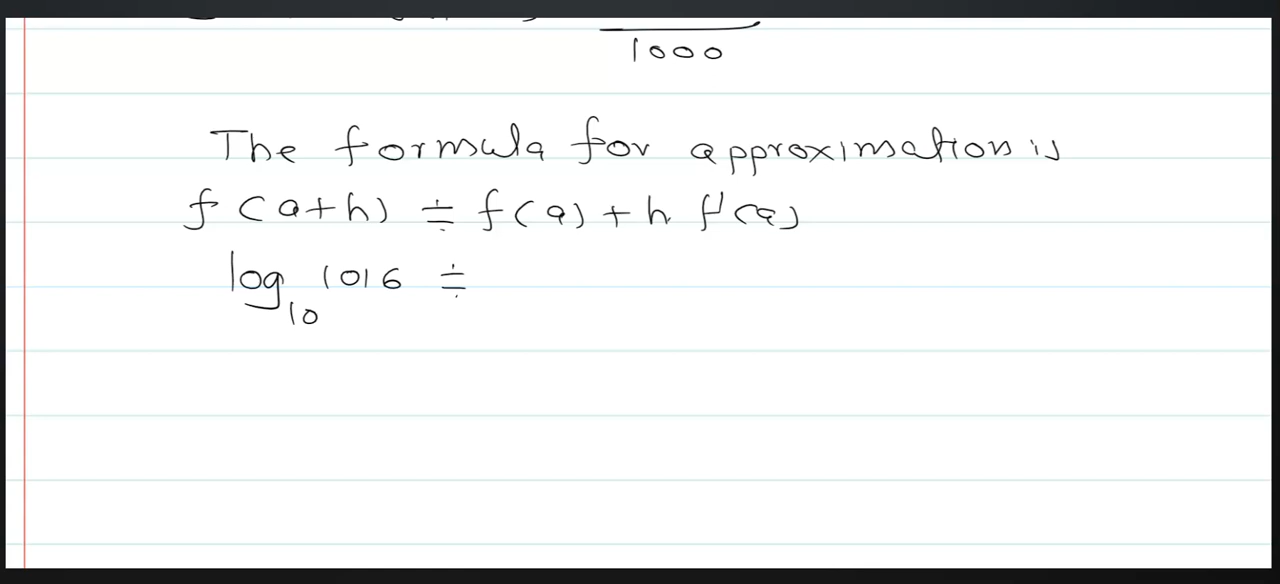 1000
The formula for approximation is
f(a+h) ≑ f(a) + h. f'(a)
log₁₀ 1016 ≑